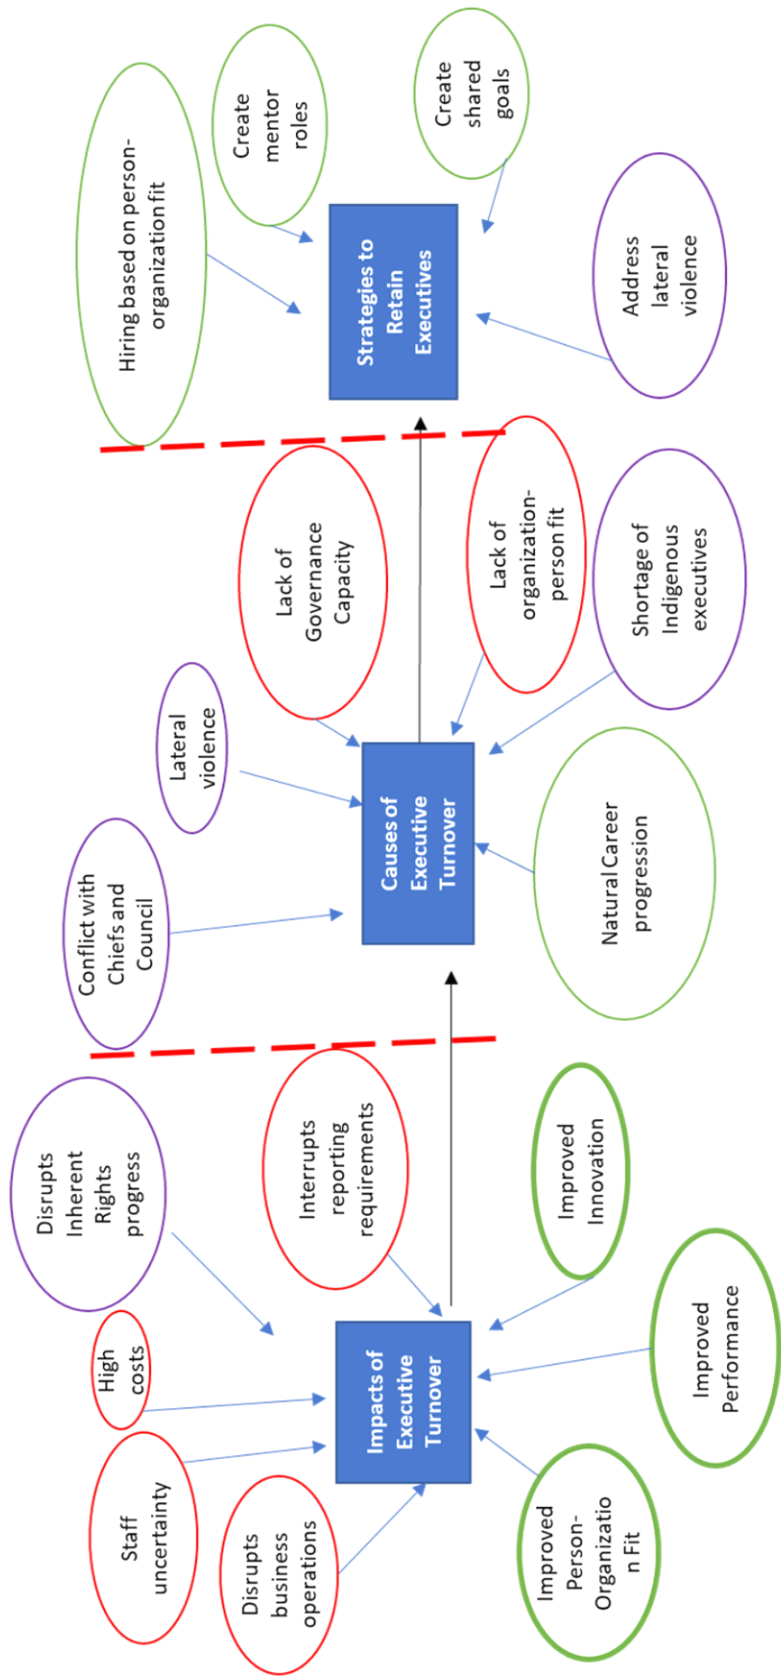 Disrupts
Inherent
Rights
progress
High
costs
Staff
uncertainty
Disrupts
business
operations
Interrupts
reporting
requirements
Impacts of
Executive
Turnover
Improved
Person-
Organizatio
n Fit
Improved
Performance
Improved
Innovation
Conflict with
Chiefs and
Council
Lateral
violence
Lack of
Governance
Capacity
Causes of
Executive
Turnover
Lack of
organization-
person fit
Natural Career
progression
Shortage of
Indigenous
executives
Hiring based on person-
organization fit
Create
mentor
roles
Strategies to
Retain
Executives
Create
shared
goals
Address
lateral
violence